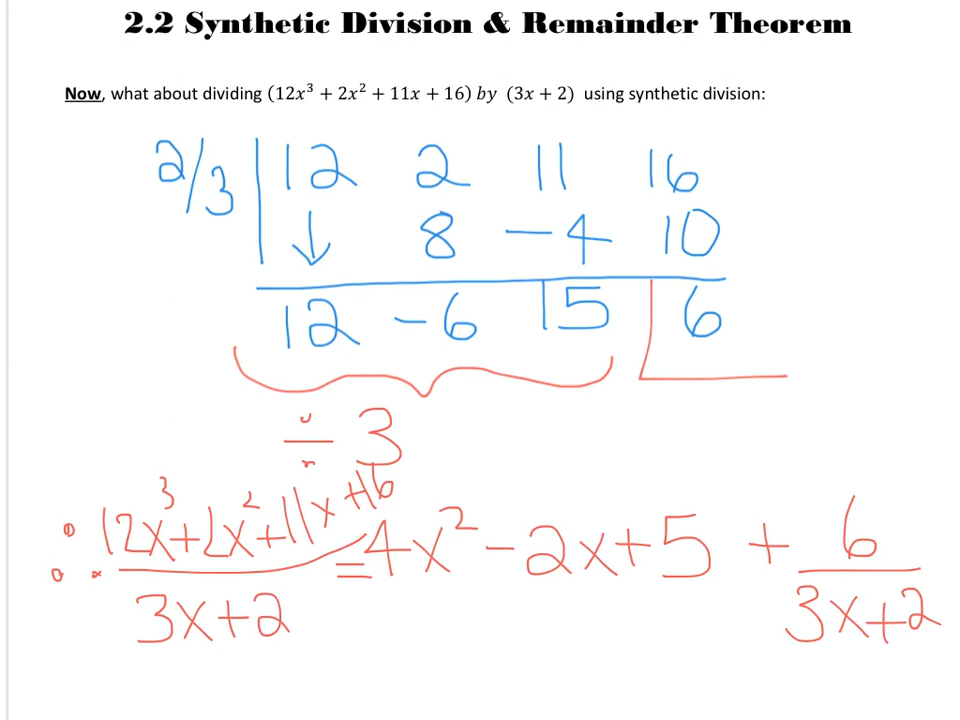 2.2 Synthetic Division & Remainder Theorem
Now, what about dividing (12x³ + 2x² + 11x + 16) by (3x + 2) using synthetic division:
2/3 | 12 2 11 16
↓ 8 -4 10
12 -6 15 | 6
÷ 3
∴ (12x³+2x²+11x+16)/(3x+2) = 4x² - 2x + 5 + 6/(3x+2)